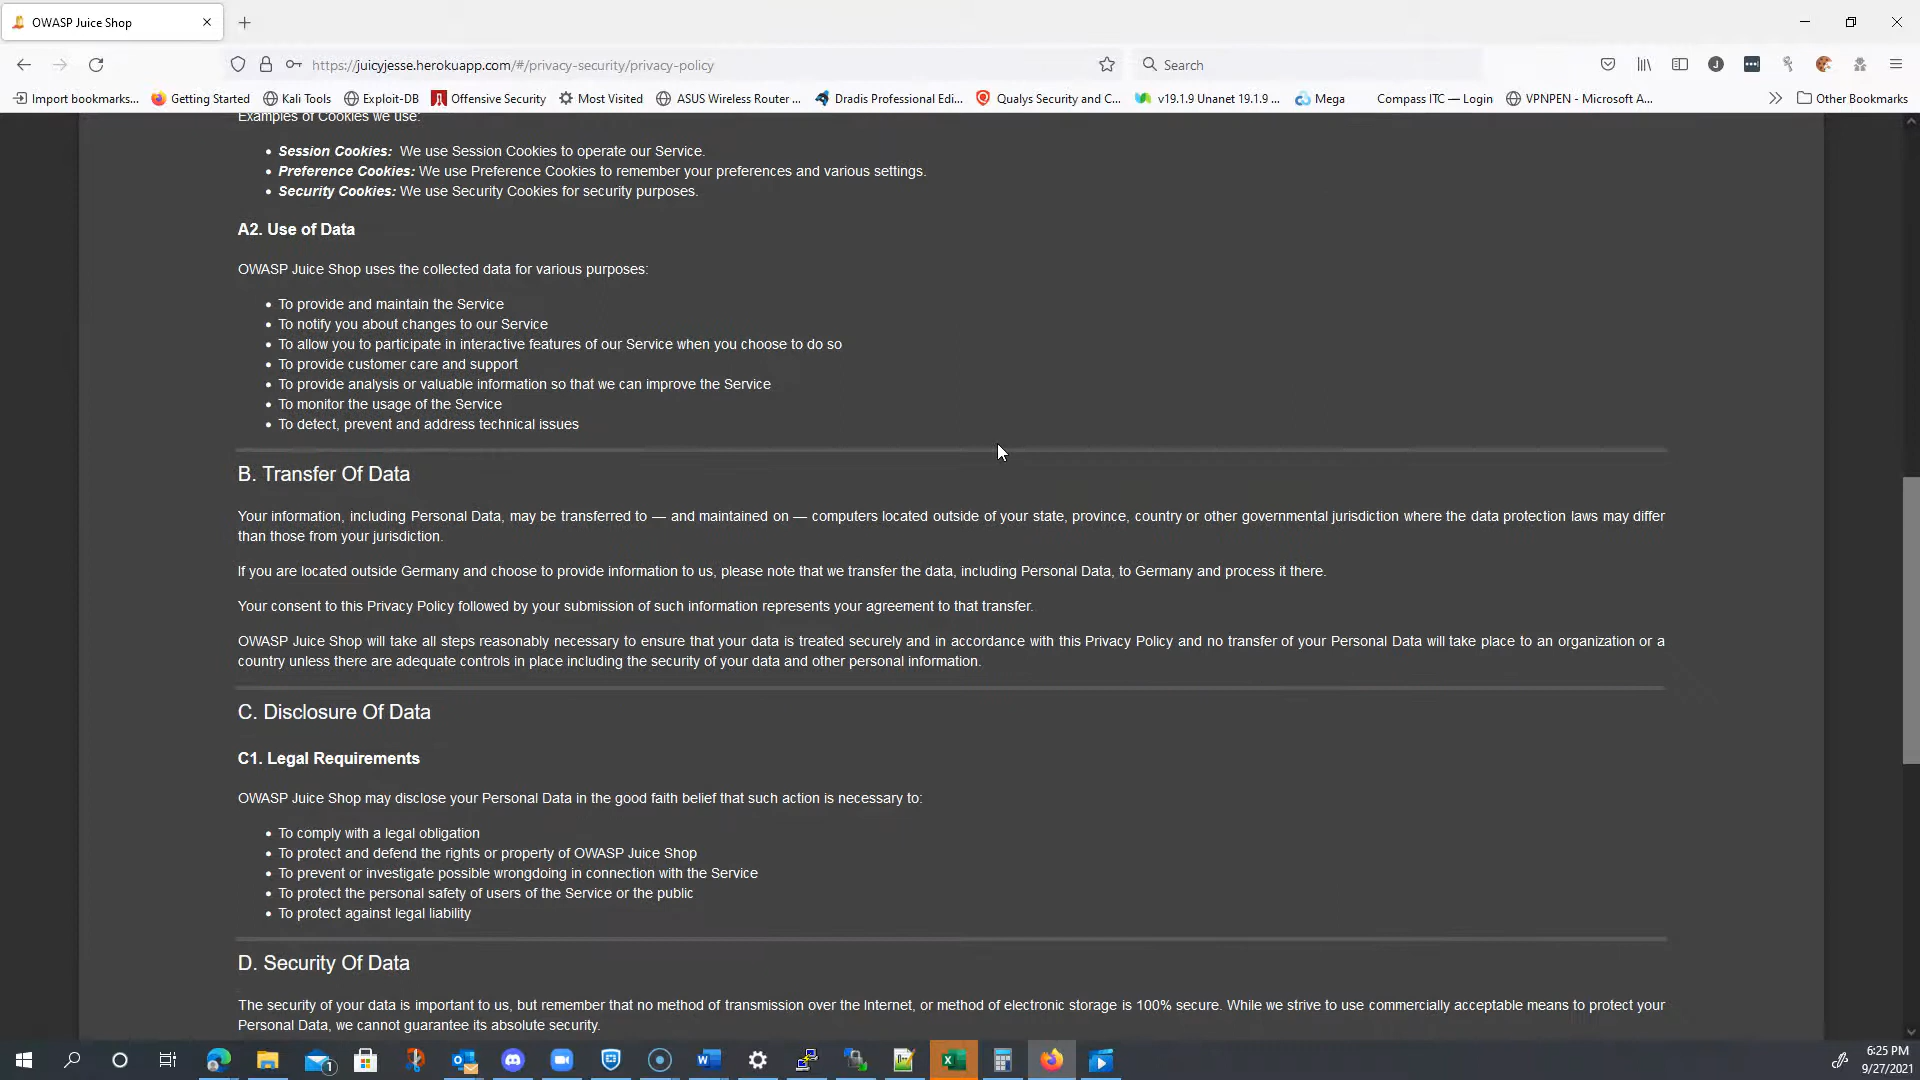 OWASP Juice Shop
https://juicyjesse.herokuapp.com/#/privacy-security/privacy-policy
Search
Import bookmarks...
Getting Started
Kali Tools
Exploit-DB
Offensive Security
Most Visited
ASUS Wireless Router ...
Dradis Professional Edi...
Qualys Security and C...
v19.1.9 Unanet 19.1.9 ...
Mega
Compass ITC — Login
VPNPEN - Microsoft A...
Other Bookmarks
Examples of Cookies we use:
• Session Cookies: We use Session Cookies to operate our Service.
• Preference Cookies: We use Preference Cookies to remember your preferences and various settings.
• Security Cookies: We use Security Cookies for security purposes.
A2. Use of Data
OWASP Juice Shop uses the collected data for various purposes:
• To provide and maintain the Service
• To notify you about changes to our Service
• To allow you to participate in interactive features of our Service when you choose to do so
• To provide customer care and support
• To provide analysis or valuable information so that we can improve the Service
• To monitor the usage of the Service
• To detect, prevent and address technical issues
B. Transfer Of Data
Your information, including Personal Data, may be transferred to — and maintained on — computers located outside of your state, province, country or other governmental jurisdiction where the data protection laws may differ
than those from your jurisdiction.
If you are located outside Germany and choose to provide information to us, please note that we transfer the data, including Personal Data, to Germany and process it there.
Your consent to this Privacy Policy followed by your submission of such information represents your agreement to that transfer.
OWASP Juice Shop will take all steps reasonably necessary to ensure that your data is treated securely and in accordance with this Privacy Policy and no transfer of your Personal Data will take place to an organization or a
country unless there are adequate controls in place including the security of your data and other personal information.
C. Disclosure Of Data
C1. Legal Requirements
OWASP Juice Shop may disclose your Personal Data in the good faith belief that such action is necessary to:
• To comply with a legal obligation
• To protect and defend the rights or property of OWASP Juice Shop
• To prevent or investigate possible wrongdoing in connection with the Service
• To protect the personal safety of users of the Service or the public
• To protect against legal liability
D. Security Of Data
The security of your data is important to us, but remember that no method of transmission over the Internet, or method of electronic storage is 100% secure. While we strive to use commercially acceptable means to protect your
Personal Data, we cannot guarantee its absolute security.
6:25 PM
9/27/2021